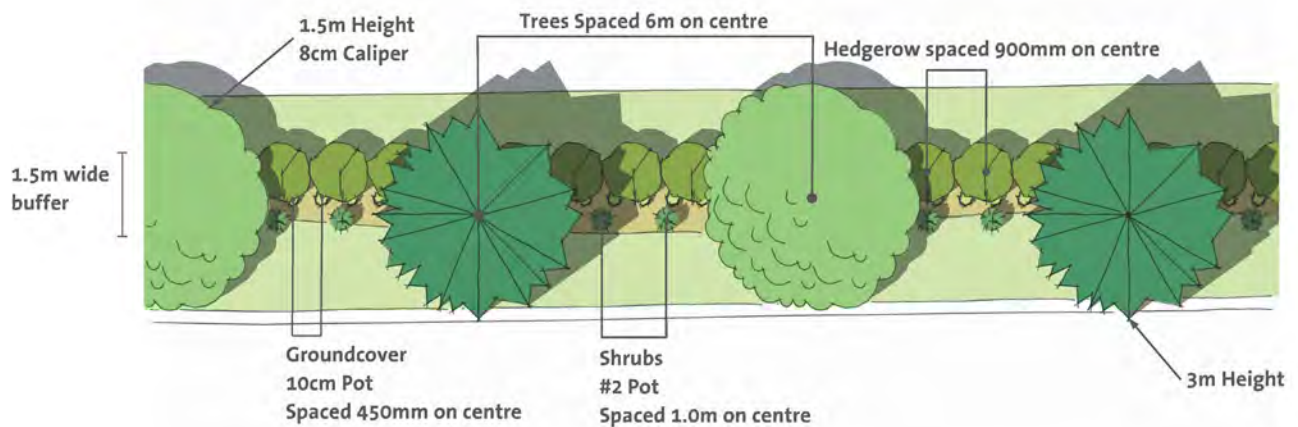 Trees Spaced 6m on centre
1.5m Height
8cm Caliper
Hedgerow spaced 900mm on centre
1.5m wide
buffer
Groundcover
10cm Pot
Spaced 450mm on centre
Shrubs
#2 Pot
Spaced 1.0m on centre
3m Height